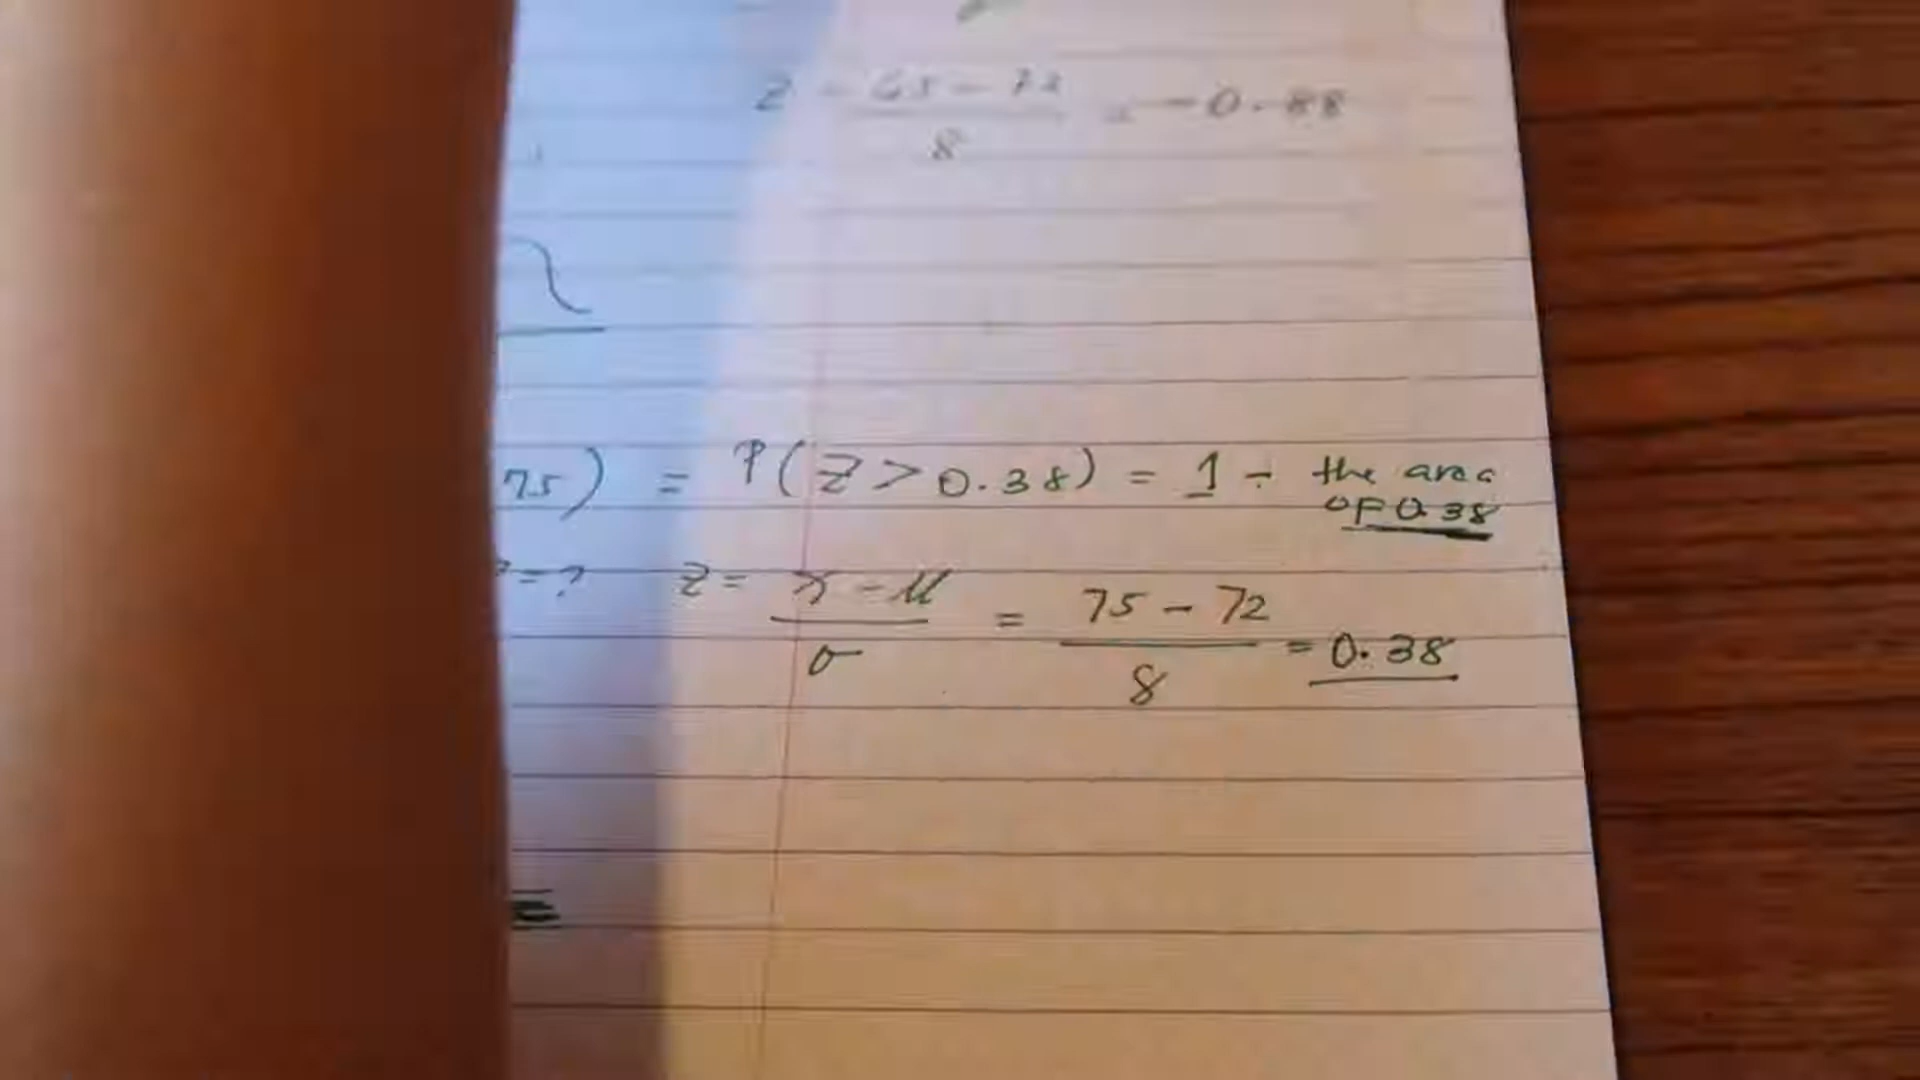 z = 65 - 72 / 8 = -0.88
75) = P(Z > 0.38) = 1 - the area of 0.38
= ? z = x - μ / σ = 75 - 72 / 8 = 0.38